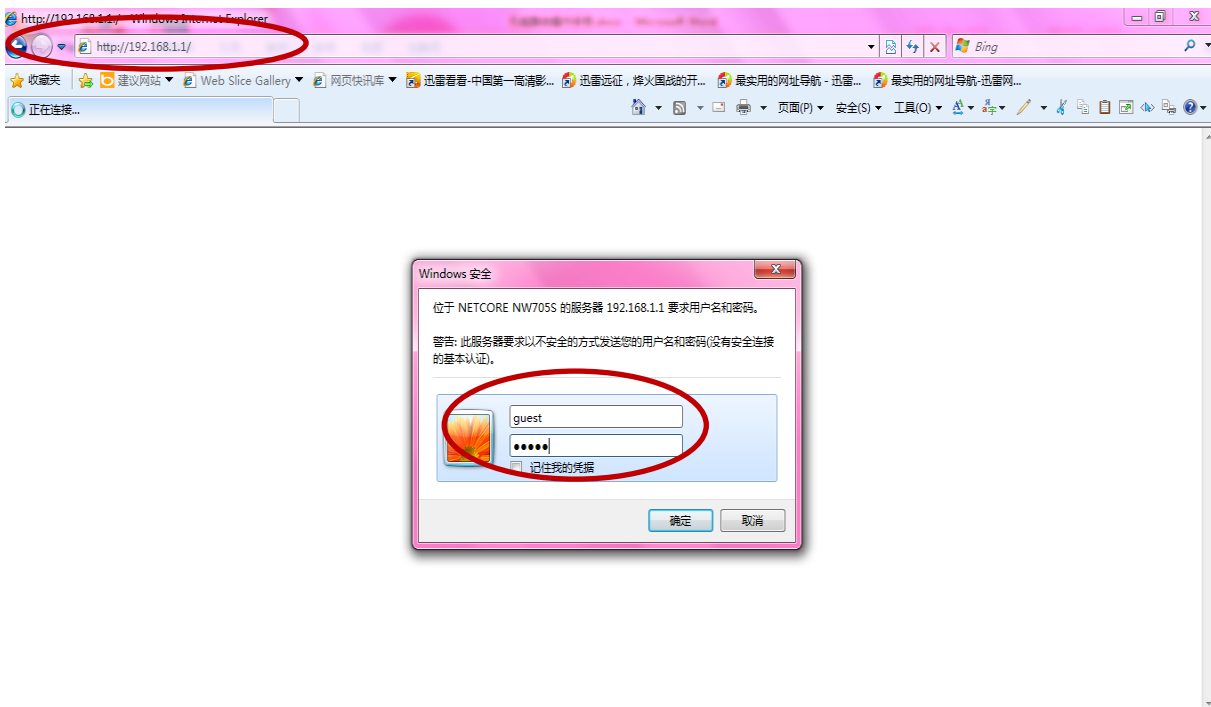 http://192.168.1.1/ - Windows Internet Explorer
http://192.168.1.1/
Bing
收藏夹 建议网站 Web Slice Gallery 网页快讯库 迅雷看看-中国第一高清影... 迅雷远征，烽火国战的开... 最实用的网址导航 - 迅雷... 最实用的网址导航-迅雷网...
正在连接... 页面(P) 安全(S) 工具(O)
Windows 安全
位于 NETCORE NW705S 的服务器 192.168.1.1 要求用户名和密码。
警告: 此服务器要求以不安全的方式发送您的用户名和密码(没有安全连接
的基本认证)。
guest
●●●●●
记住我的凭据
确定 取消